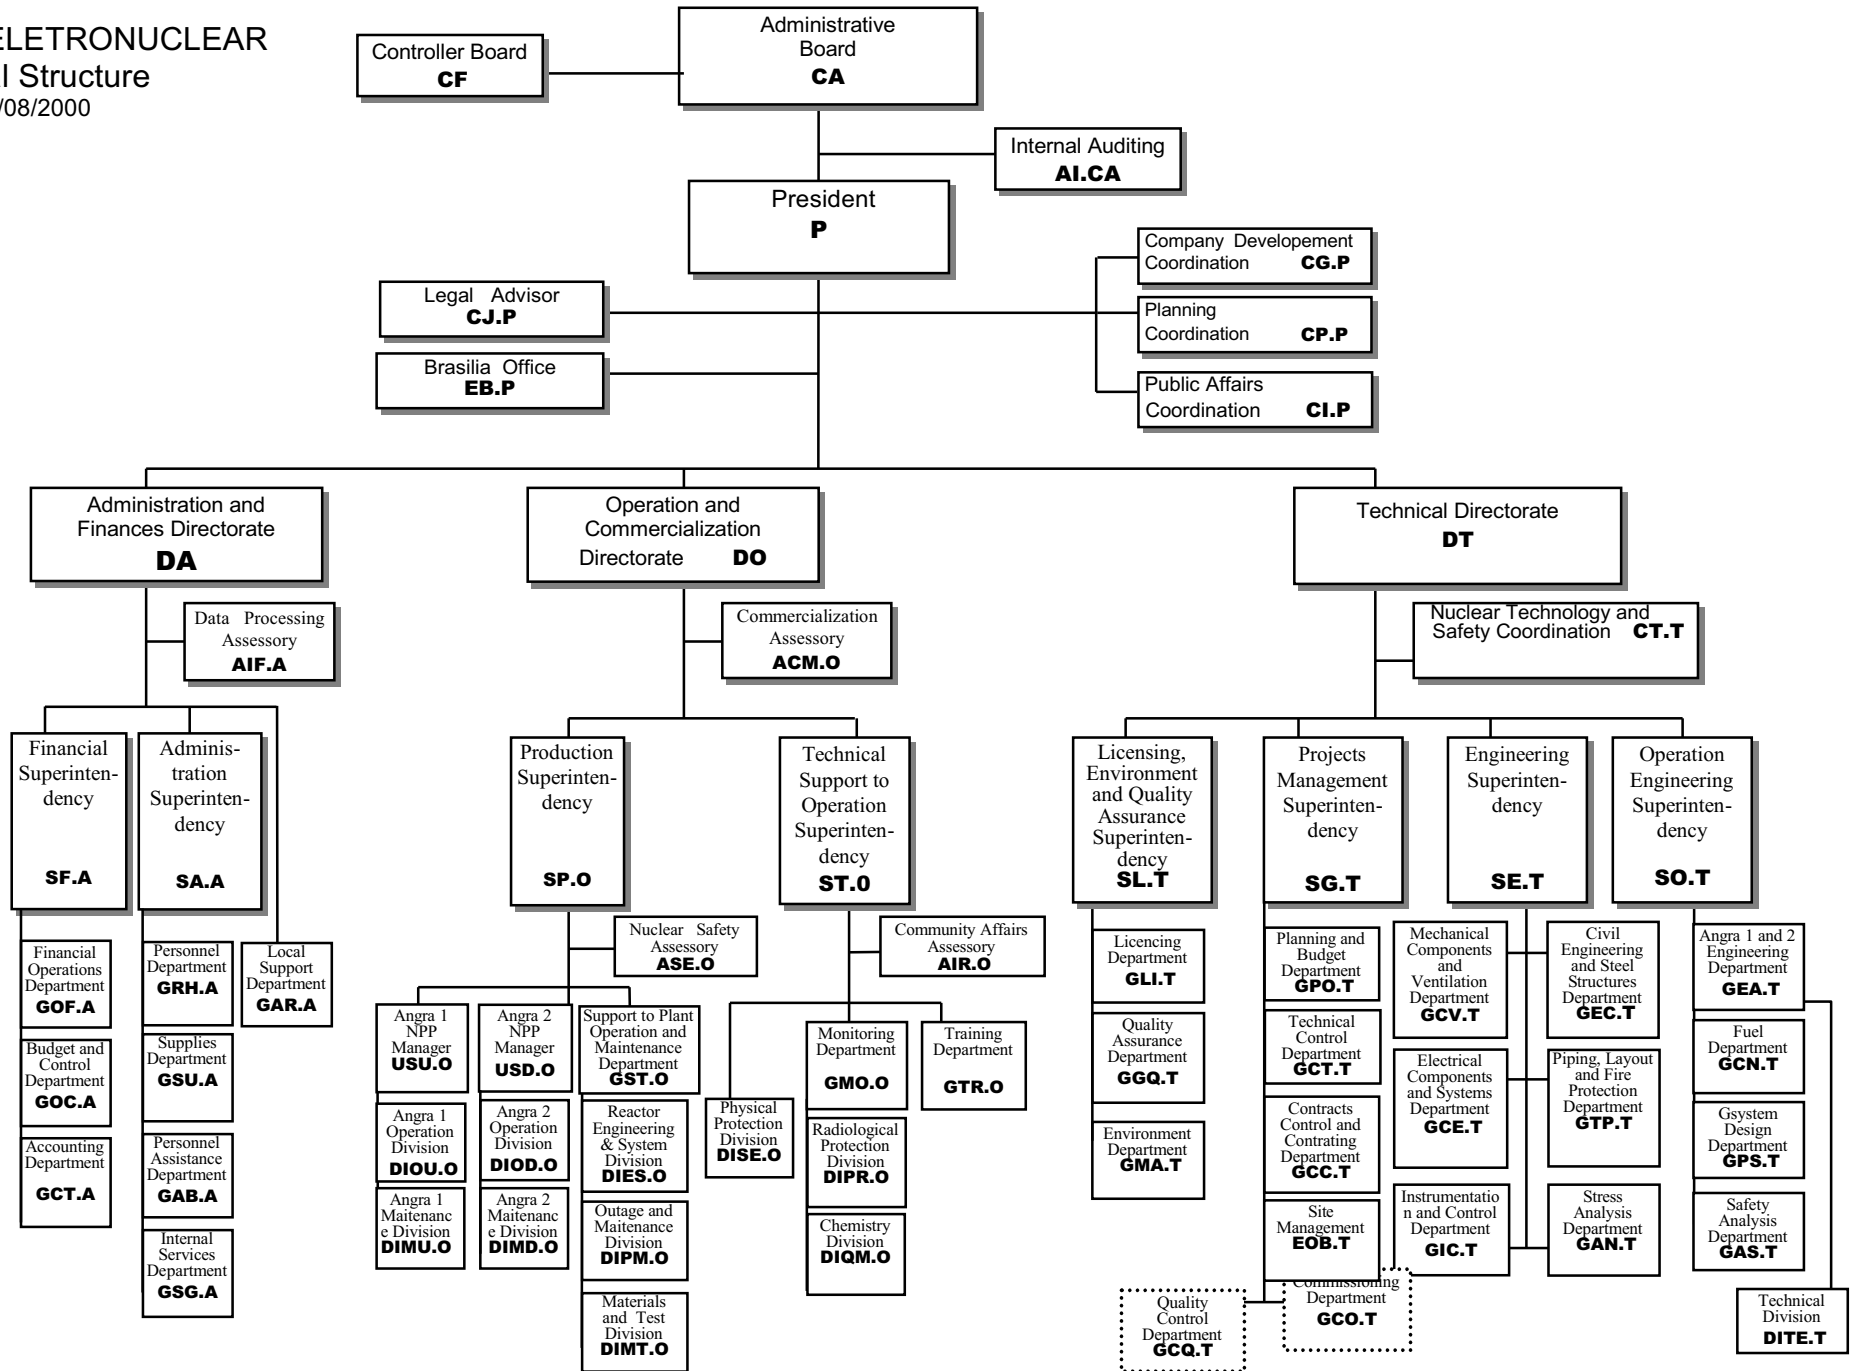 ELETRONUCLEAR
l Structure
/08/2000
Controller Board
CF
Administrative
Board
CA
Internal Auditing
AI.CA
President
P
Company Developement
Coordination CG.P
Legal Advisor
CJ.P
Planning
Coordination CP.P
Brasilia Office
EB.P
Public Affairs
Coordination CI.P
Administration and
Finances Directorate
DA
Operation and
Commercialization
Directorate DO
Technical Directorate
DT
Data Processing
Assessory
AIF.A
Commercialization
Assessory
ACM.O
Nuclear Technology and
Safety Coordination CT.T
Financial
Superinten-
dency
SF.A
Adminis-
tration
Superinten-
dency
SA.A
Production
Superinten-
dency
SP.O
Technical
Support to
Operation
Superinten-
dency
ST.0
Licensing,
Environment
and Quality
Assurance
Superinten-
dency
SL.T
Projects
Management
Superinten-
dency
SG.T
Engineering
Superinten-
dency
SE.T
Operation
Engineering
Superinten-
dency
SO.T
Financial
Operations
Department
GOF.A
Personnel
Department
GRH.A
Local
Support
Department
GAR.A
Nuclear Safety
Assessory
ASE.O
Community Affairs
Assessory
AIR.O
Licencing
Department
GLI.T
Planning and
Budget
Department
GPO.T
Mechanical
Components
and
Ventilation
Department
GCV.T
Civil
Engineering
and Steel
Structures
Department
GEC.T
Angra 1 and 2
Engineering
Department
GEA.T
Budget and
Control
Department
GOC.A
Supplies
Department
GSU.A
Angra 1
NPP
Manager
USU.O
Angra 2
NPP
Manager
USD.O
Support to Plant
Operation and
Maintenance
Department
GST.O
Monitoring
Department
GMO.O
Training
Department
GTR.O
Quality
Assurance
Department
GGQ.T
Technical
Control
Department
GCT.T
Electrical
Components
and Systems
Department
GCE.T
Piping, Layout
and Fire
Protection
Department
GTP.T
Fuel
Department
GCN.T
Accounting
Department
GCT.A
Personnel
Assistance
Department
GAB.A
Angra 1
Operation
Division
DIOU.O
Angra 2
Operation
Division
DIOD.O
Reactor
Engineering
& System
Division
DIES.O
Physical
Protection
Division
DISE.O
Radiological
Protection
Division
DIPR.O
Environment
Department
GMA.T
Contracts
Control and
Contrating
Department
GCC.T
Gsystem
Design
Department
GPS.T
Internal
Services
Department
GSG.A
Angra 1
Maitenanc
e Division
DIMU.O
Angra 2
Maitenanc
e Division
DIMD.O
Outage and
Maitenance
Division
DIPM.O
Chemistry
Division
DIQM.O
Site
Management
EOB.T
Instrumentatio
n and Control
Department
GIC.T
Stress
Analysis
Department
GAN.T
Safety
Analysis
Department
GAS.T
Materials
and Test
Division
DIMT.O
Quality
Control
Department
GCQ.T
Commissioning
Department
GCO.T
Technical
Division
DITE.T